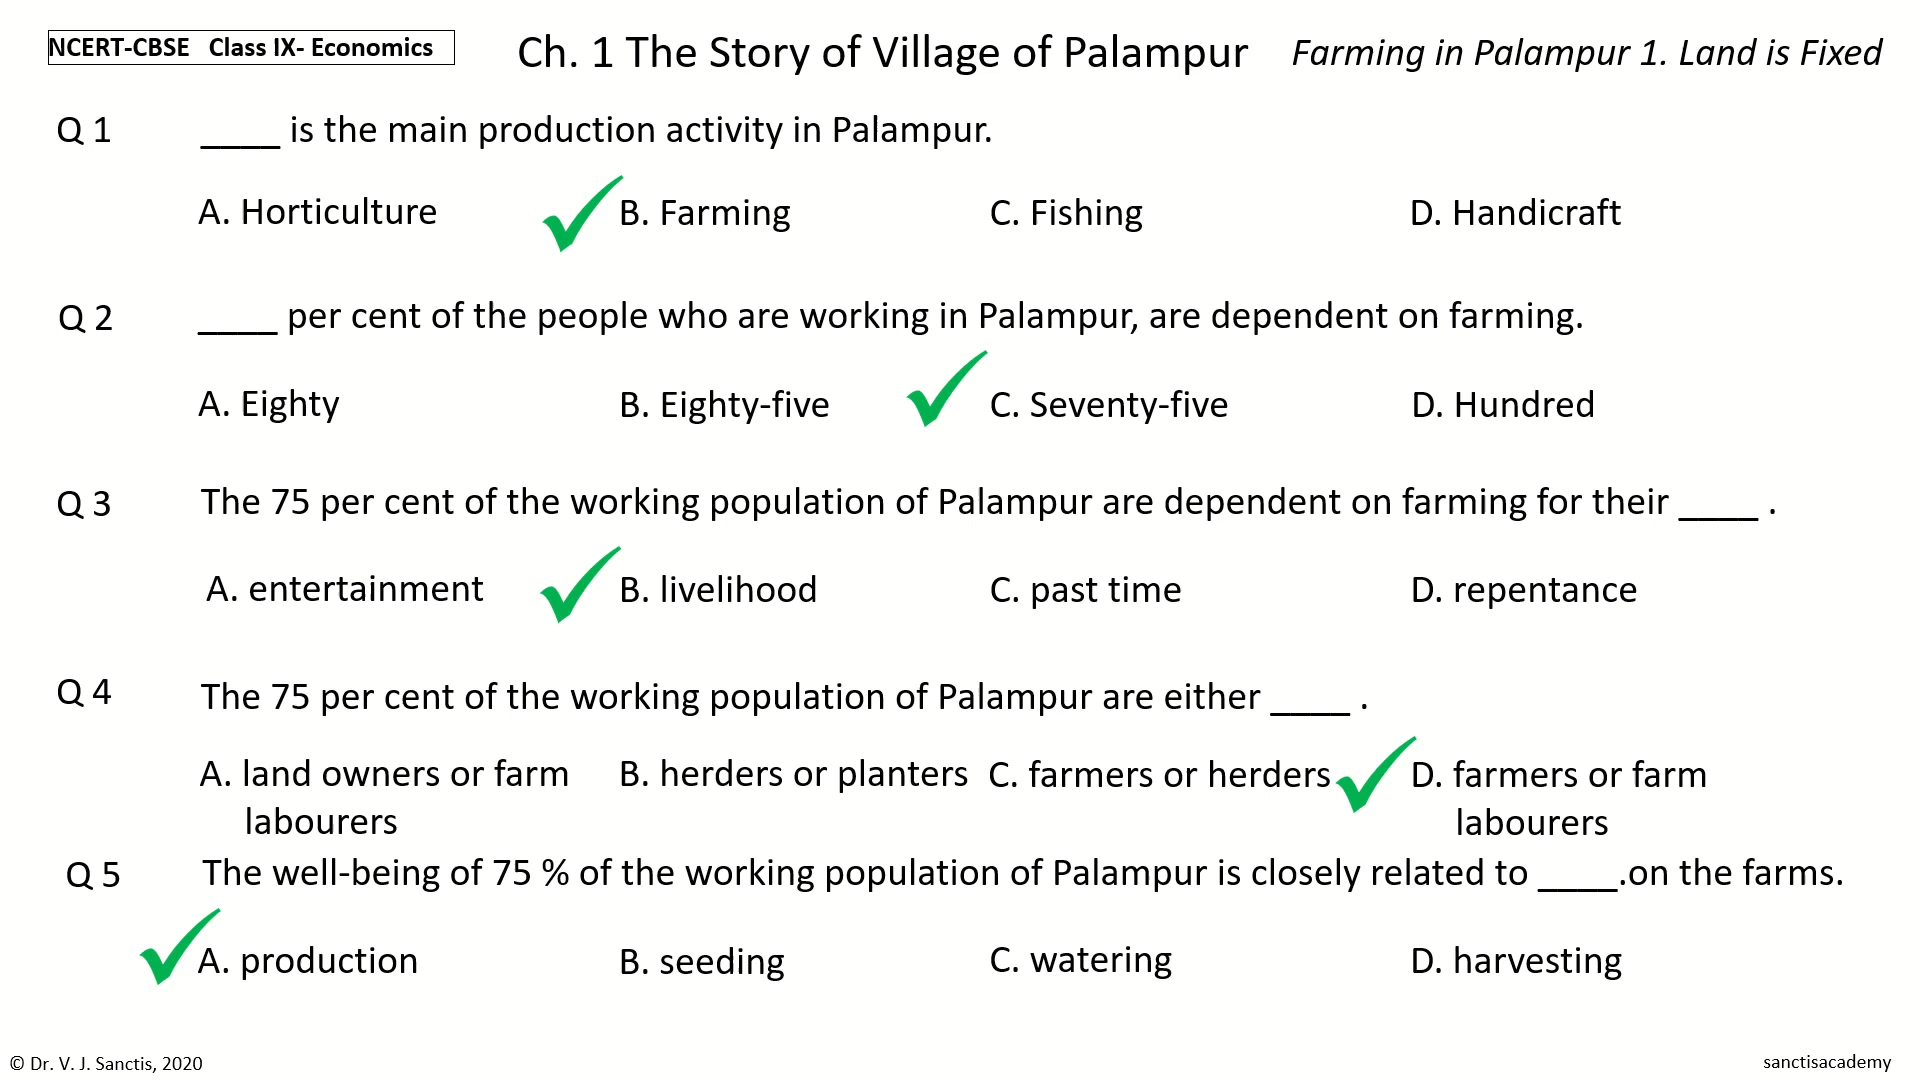 NCERT-CBSE Class IX- Economics
Ch. 1 The Story of Village of Palampur
Farming in Palampur 1. Land is Fixed
Q 1 ____ is the main production activity in Palampur.
A. Horticulture B. Farming C. Fishing D. Handicraft
Q 2 ____ per cent of the people who are working in Palampur, are dependent on farming.
A. Eighty B. Eighty-five C. Seventy-five D. Hundred
Q 3 The 75 per cent of the working population of Palampur are dependent on farming for their ____ .
A. entertainment B. livelihood C. past time D. repentance
Q 4 The 75 per cent of the working population of Palampur are either ____ .
A. land owners or farm labourers B. herders or planters C. farmers or herders D. farmers or farm labourers
Q 5 The well-being of 75 % of the working population of Palampur is closely related to ____.on the farms.
A. production B. seeding C. watering D. harvesting
© Dr. V. J. Sanctis, 2020
sanctisacademy